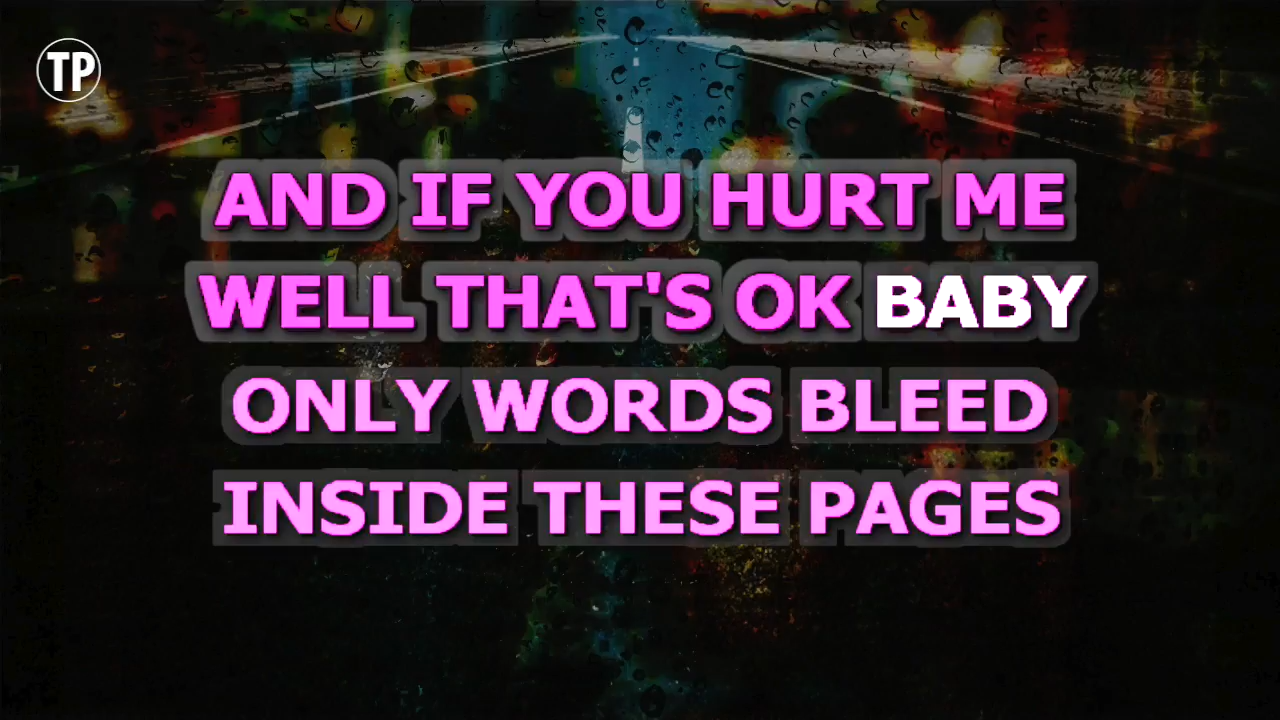 TP
AND IF YOU HURT ME
WELL THAT'S OK BABY
ONLY WORDS BLEED
INSIDE THESE PAGES